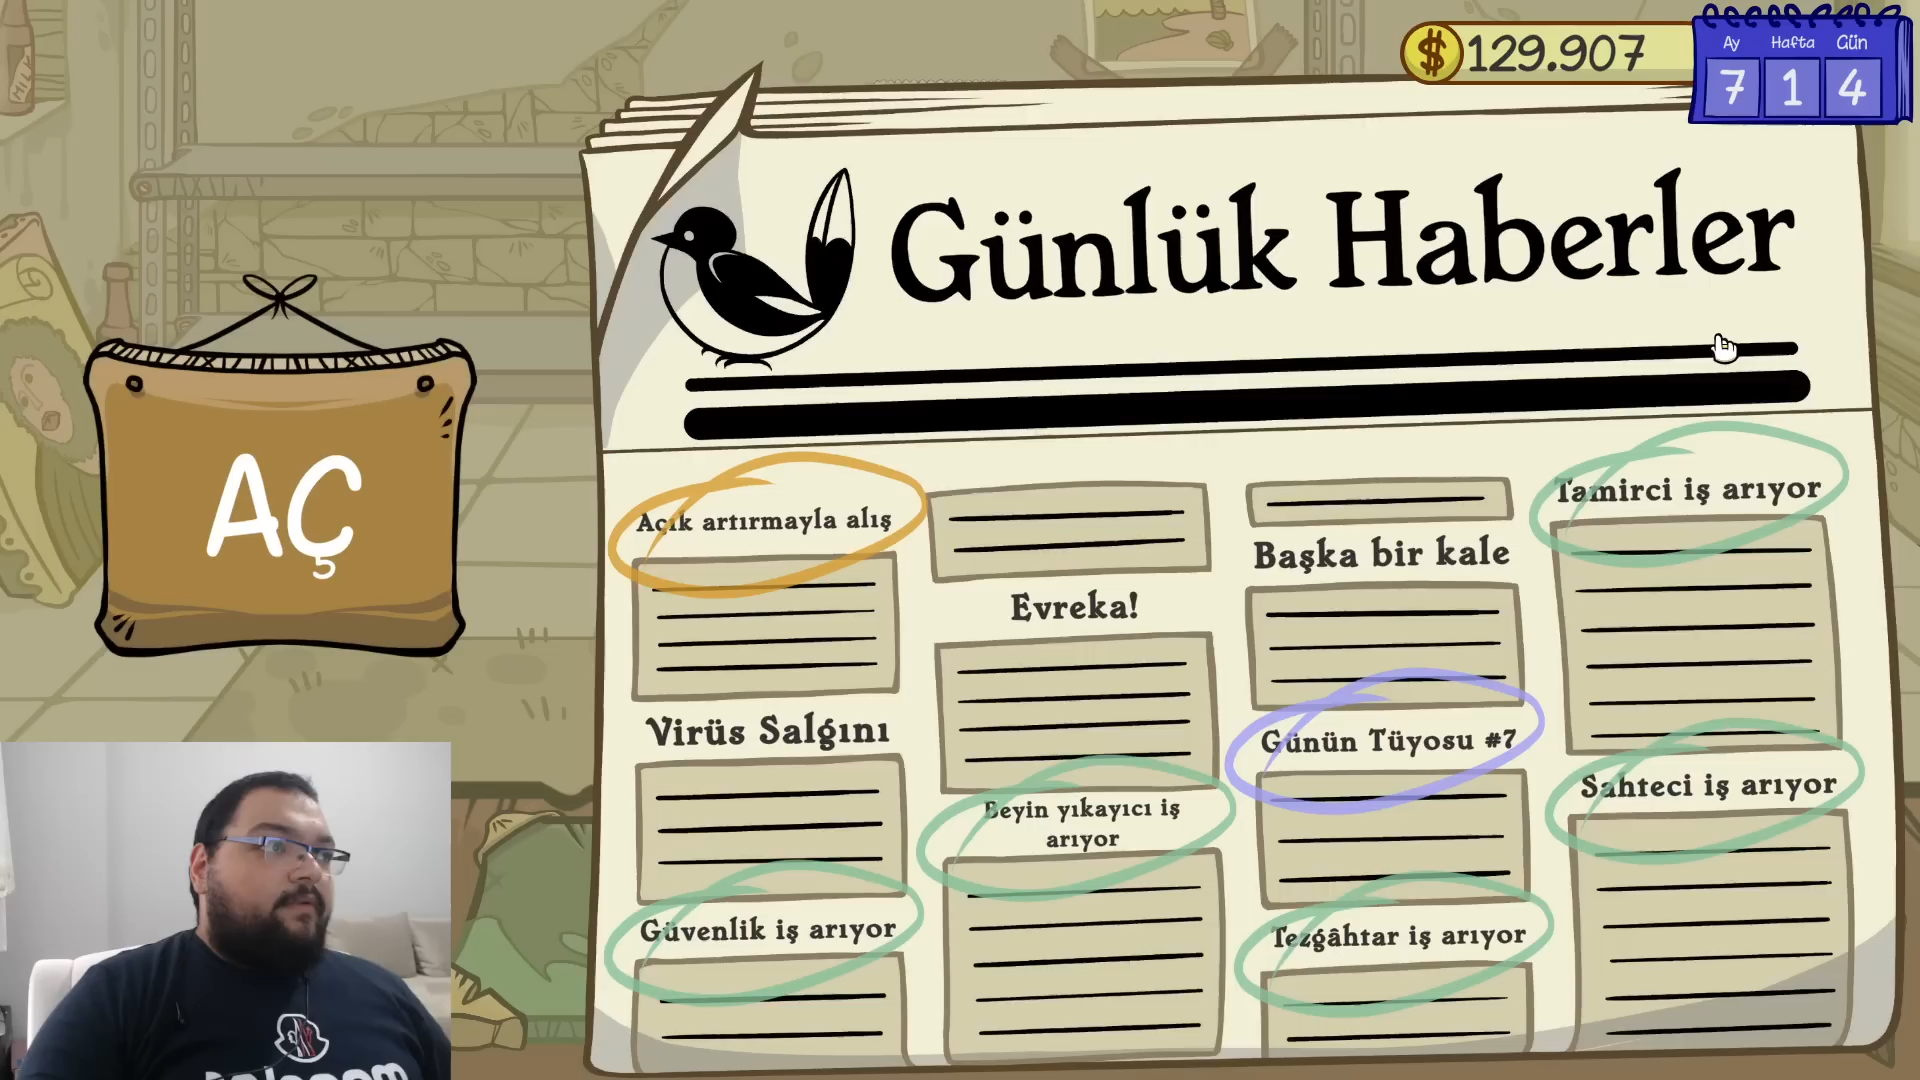 $ 129.907
Ay Hafta Gün
7 1 4
MILK
Günlük Haberler
AÇ
Açık artırmayla alış
Virüs Salgını
Güvenlik iş arıyor
Evreka!
Beyin yıkayıcı iş
arıyor
Başka bir kale
Günün Tüyosu #7
Tezgâhtar iş arıyor
Tamirci iş arıyor
Sahteci iş arıyor